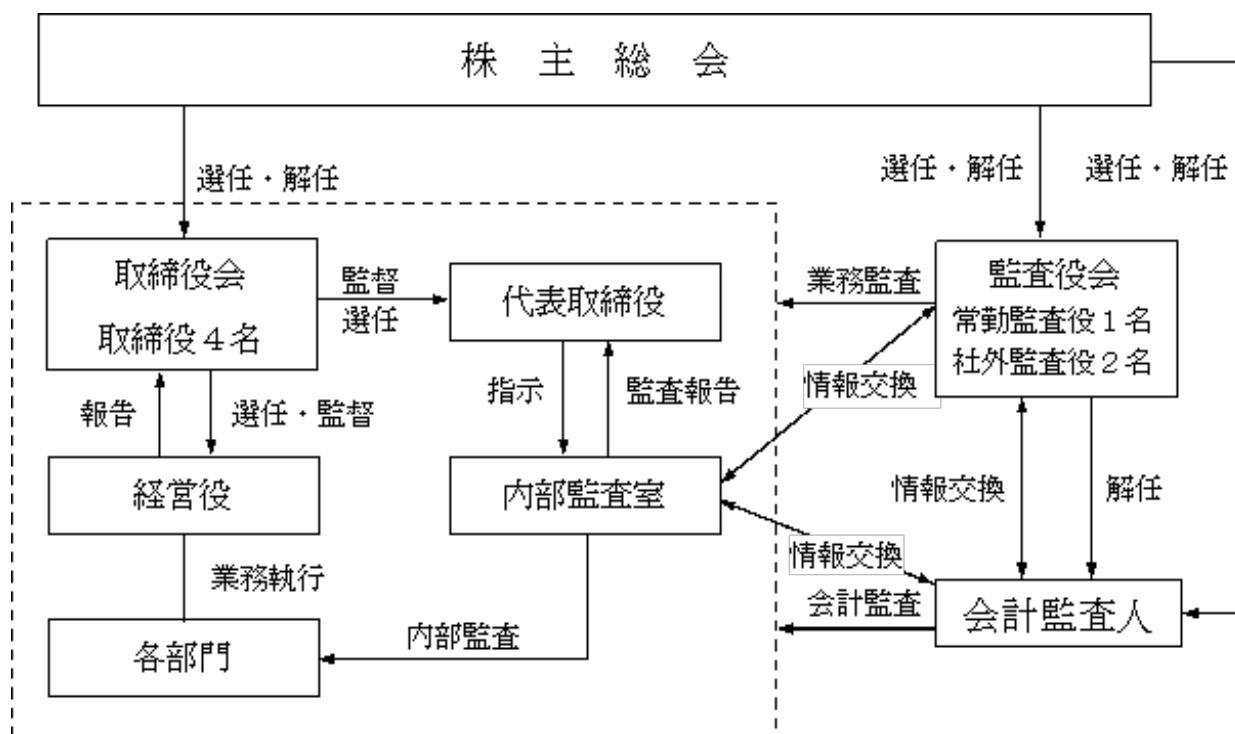 株主総会
選任・解任
選任・解任
選任・解任
取締役会
取締役4名
監督
選任
代表取締役
業務監査
監査役会
常勤監査役1名
社外監査役2名
報告
選任・監督
指示
監査報告
情報交換
経営役
内部監査室
情報交換
解任
業務執行
情報交換
会計監査
会計監査人
各部門
内部監査